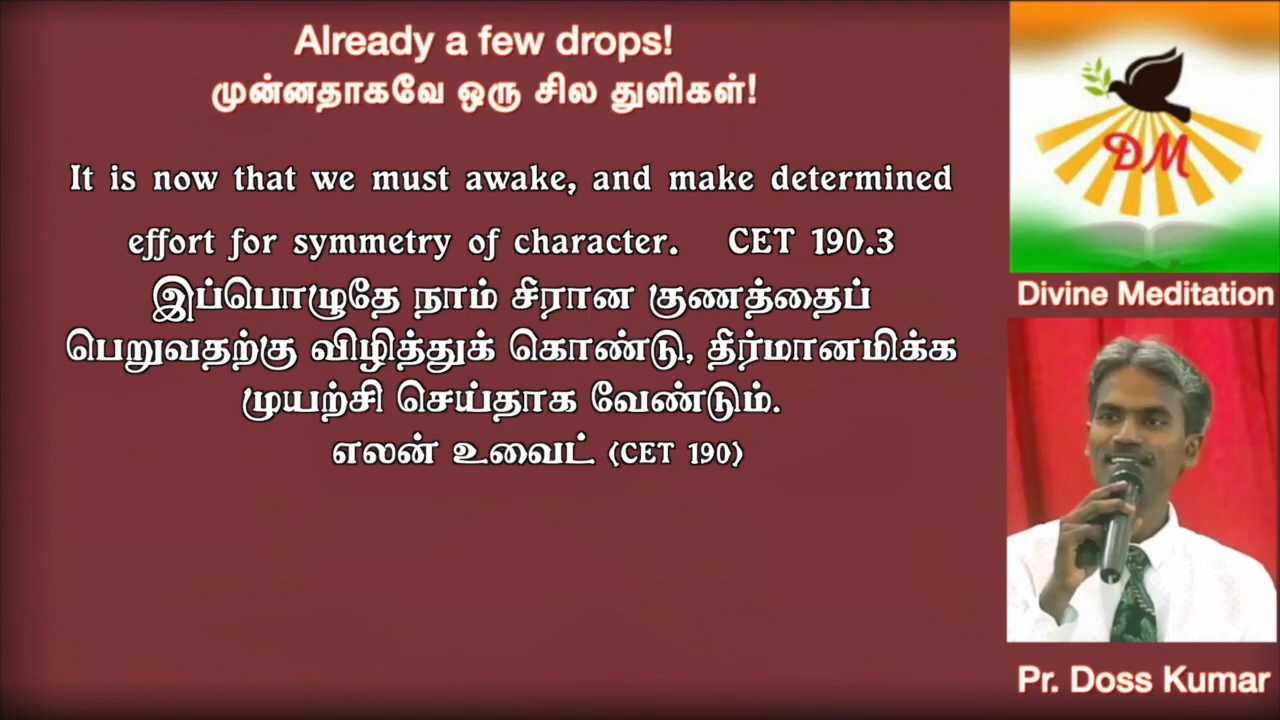 Already a few drops!
முன்னதாகவே ஒரு சில துளிகள்!
It is now that we must awake, and make determined
effort for symmetry of character. CET 190.3
இப்பொழுதே நாம் சீரான குணத்தைப்
பெறுவதற்கு விழித்துக் கொண்டு, தீர்மானமிக்க
முயற்சி செய்தாக வேண்டும்.
எலன் உவைட் (CET 190)
DM
Divine Meditation
Pr. Doss Kumar